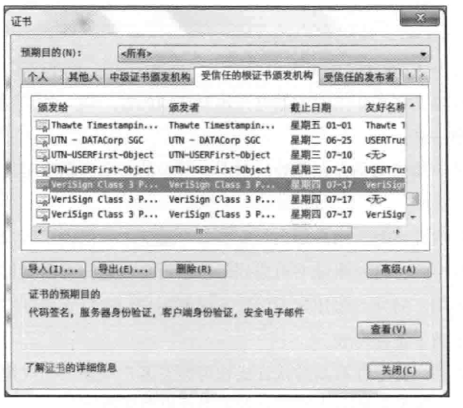 证书
预期目的(N): <所有>
个人 其他人 中级证书颁发机构 受信任的根证书颁发机构 受信任的发布者
颁发给 颁发者 截止日期 友好名称
Thawte Timestampin... Thawte Timestampin... 星期五 01-01 Thawte T
UTN - DATACorp SGC UTN - DATACorp SGC 星期二 06-25 USERTrus
UTN-USERFirst-Object UTN-USERFirst-Object 星期三 07-10 <无>
UTN-USERFirst-Object UTN-USERFirst-Object 星期三 07-10 USERTrus
VeriSign Class 3 P... VeriSign Class 3 P... 星期四 07-17 VeriSign
VeriSign Class 3 P... VeriSign Class 3 P... 星期四 07-17 <无>
VeriSign Class 3 P... VeriSign Class 3 P... 星期四 07-17 VeriSign
导入(I)... 导出(E)... 删除(R) 高级(A)
证书的预期目的
代码签名，服务器身份验证，客户端身份验证，安全电子邮件
查看(V)
了解证书的详细信息
关闭(C)